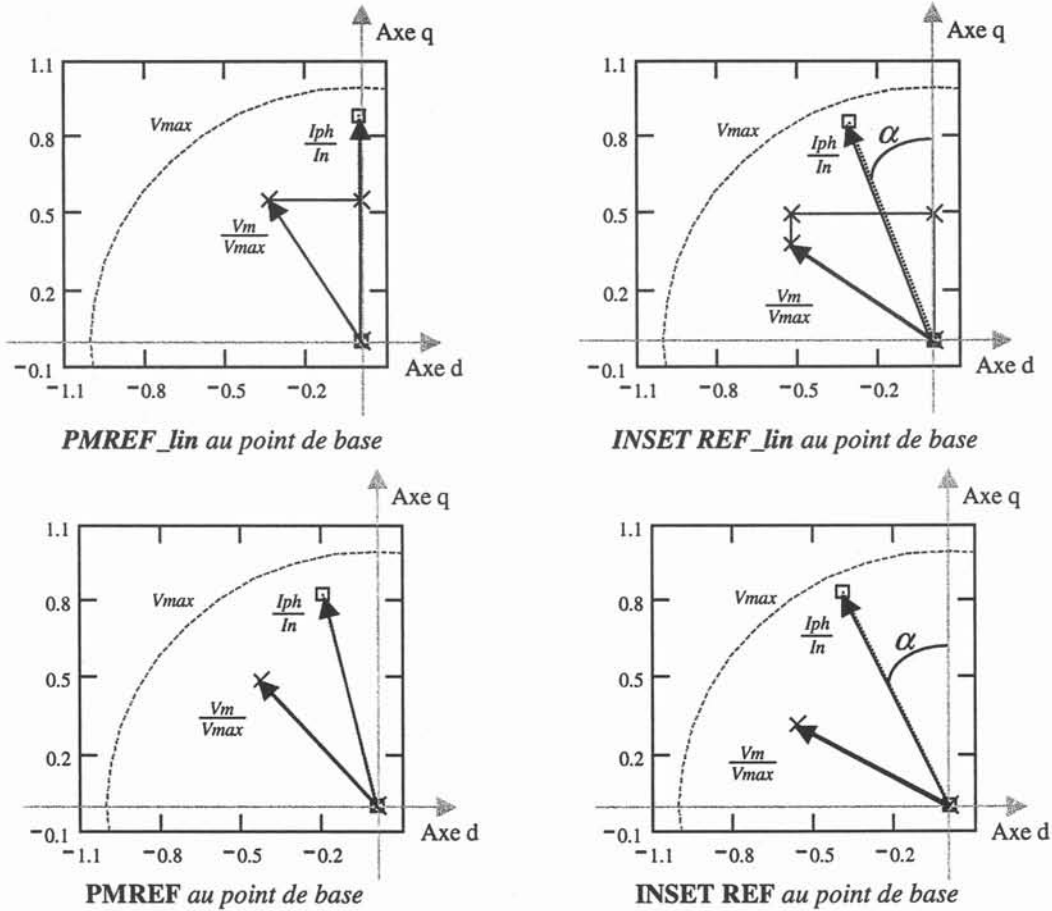 Axe q
1.1
0.8
0.5
0.2
−0.1
−1.1
−0.8
−0.5
−0.2
Vmax
Iph
In
Vm
Vmax
Axe d
PMREF_lin au point de base
Axe q
1.1
0.8
0.5
0.2
−0.1
−1.1
−0.8
−0.5
−0.2
Vmax
Iph
In
α
Vm
Vmax
Axe d
INSET REF_lin au point de base
Axe q
1.1
0.8
0.5
0.2
−0.1
−1.1
−0.8
−0.5
−0.2
Vmax
Iph
In
Vm
Vmax
Axe d
PMREF au point de base
Axe q
1.1
0.8
0.5
0.2
−0.1
−1.1
−0.8
−0.5
−0.2
Vmax
Iph
In
α
Vm
Vmax
Axe d
INSET REF au point de base